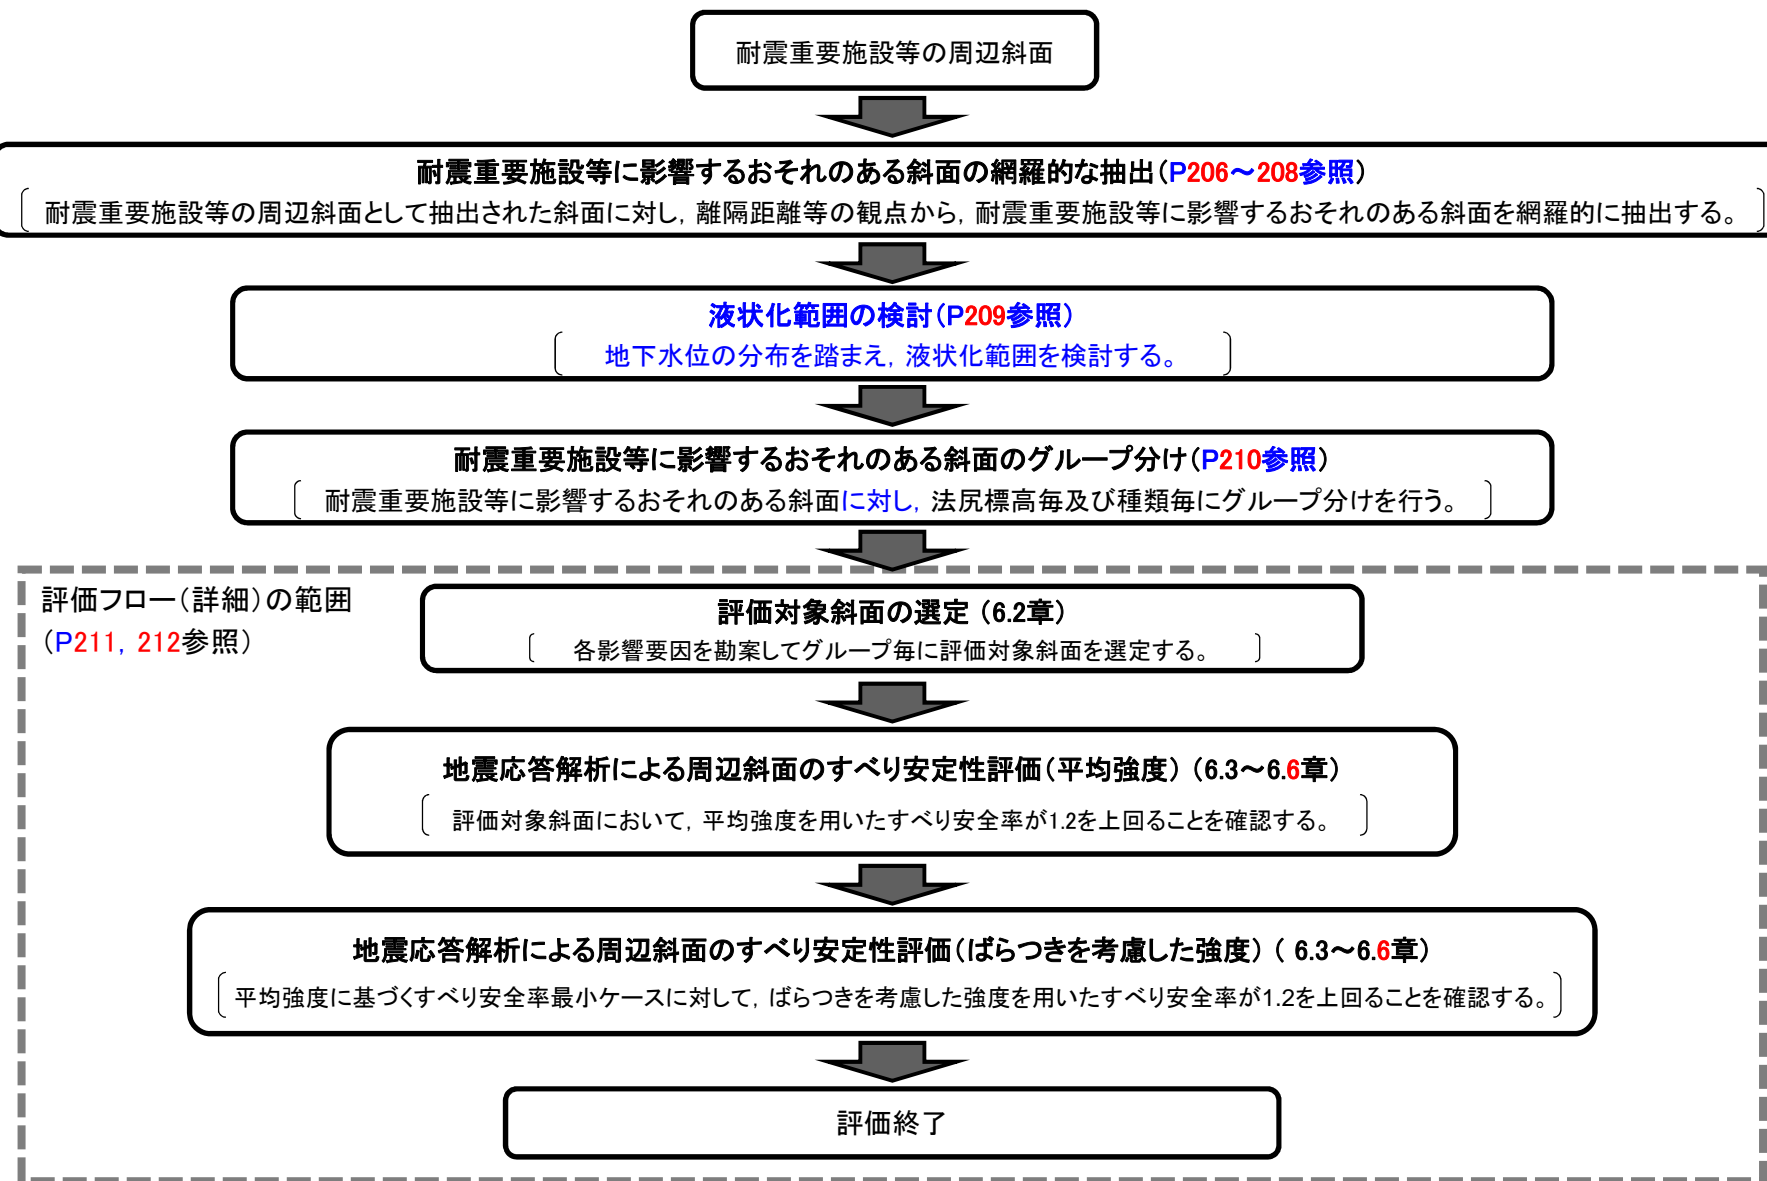 耐震重要施設等の周辺斜面
耐震重要施設等に影響するおそれのある斜面の網羅的な抽出（P206～208参照）
耐震重要施設等の周辺斜面として抽出された斜面に対し，離隔距離等の観点から，耐震重要施設等に影響するおそれのある斜面を網羅的に抽出する。
液状化範囲の検討（P209参照）
地下水位の分布を踏まえ，液状化範囲を検討する。
耐震重要施設等に影響するおそれのある斜面のグループ分け（P210参照）
耐震重要施設等に影響するおそれのある斜面に対し，法尻標高毎及び種類毎にグループ分けを行う。
評価フロー（詳細）の範囲
（P211，212参照）
評価対象斜面の選定（6.2章）
各影響要因を勘案してグループ毎に評価対象斜面を選定する。
地震応答解析による周辺斜面のすべり安定性評価（平均強度）（6.3～6.6章）
評価対象斜面において，平均強度を用いたすべり安全率が1.2を上回ることを確認する。
地震応答解析による周辺斜面のすべり安定性評価（ばらつきを考慮した強度）（ 6.3～6.6章）
平均強度に基づくすべり安全率最小ケースに対して，ばらつきを考慮した強度を用いたすべり安全率が1.2を上回ることを確認する。
評価終了